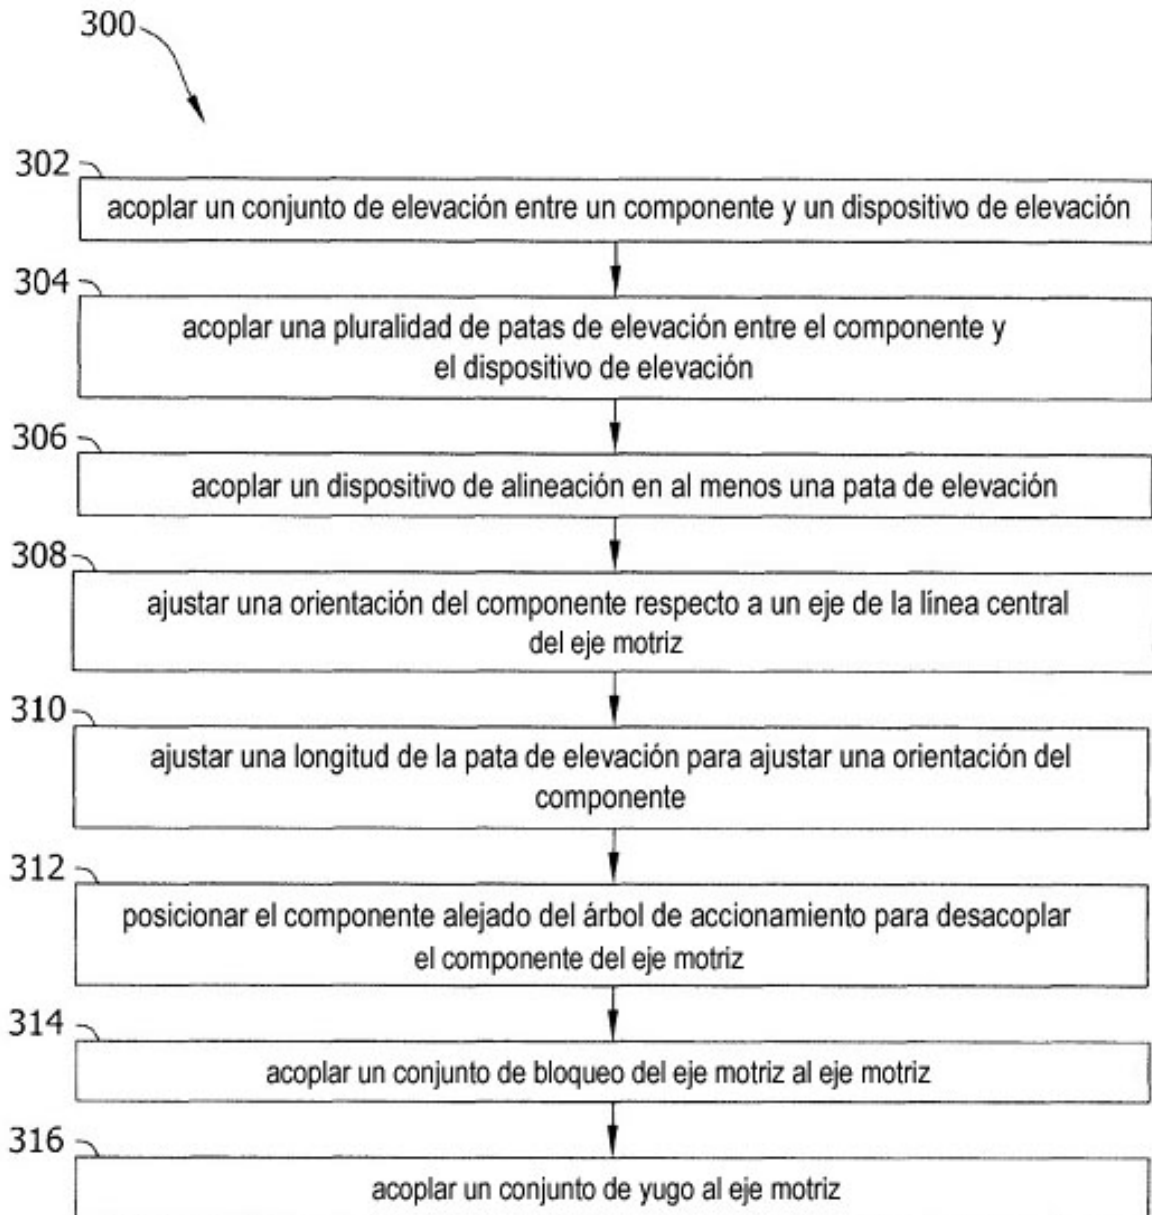 300
302
acoplar un conjunto de elevación entre un componente y un dispositivo de elevación
304
acoplar una pluralidad de patas de elevación entre el componente y
el dispositivo de elevación
306
acoplar un dispositivo de alineación en al menos una pata de elevación
308
ajustar una orientación del componente respecto a un eje de la línea central
del eje motriz
310
ajustar una longitud de la pata de elevación para ajustar una orientación del
componente
312
posicionar el componente alejado del árbol de accionamiento para desacoplar
el componente del eje motriz
314
acoplar un conjunto de bloqueo del eje motriz al eje motriz
316
acoplar un conjunto de yugo al eje motriz